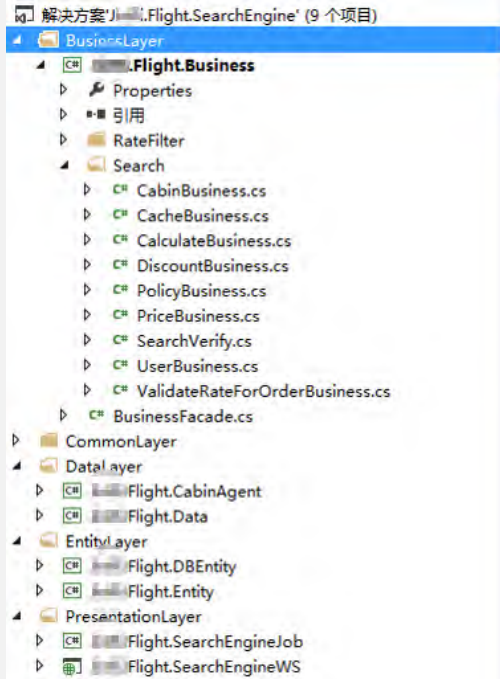 解决方案'J .Flight.SearchEngine' (9 个项目)
BusinessLayer
.Flight.Business
Properties
引用
RateFilter
Search
CabinBusiness.cs
CacheBusiness.cs
CalculateBusiness.cs
DiscountBusiness.cs
PolicyBusiness.cs
PriceBusiness.cs
SearchVerify.cs
UserBusiness.cs
ValidateRateForOrderBusiness.cs
BusinessFacade.cs
CommonLayer
DataLayer
Flight.CabinAgent
Flight.Data
EntityLayer
Flight.DBEntity
Flight.Entity
PresentationLayer
Flight.SearchEngineJob
Flight.SearchEngineWS